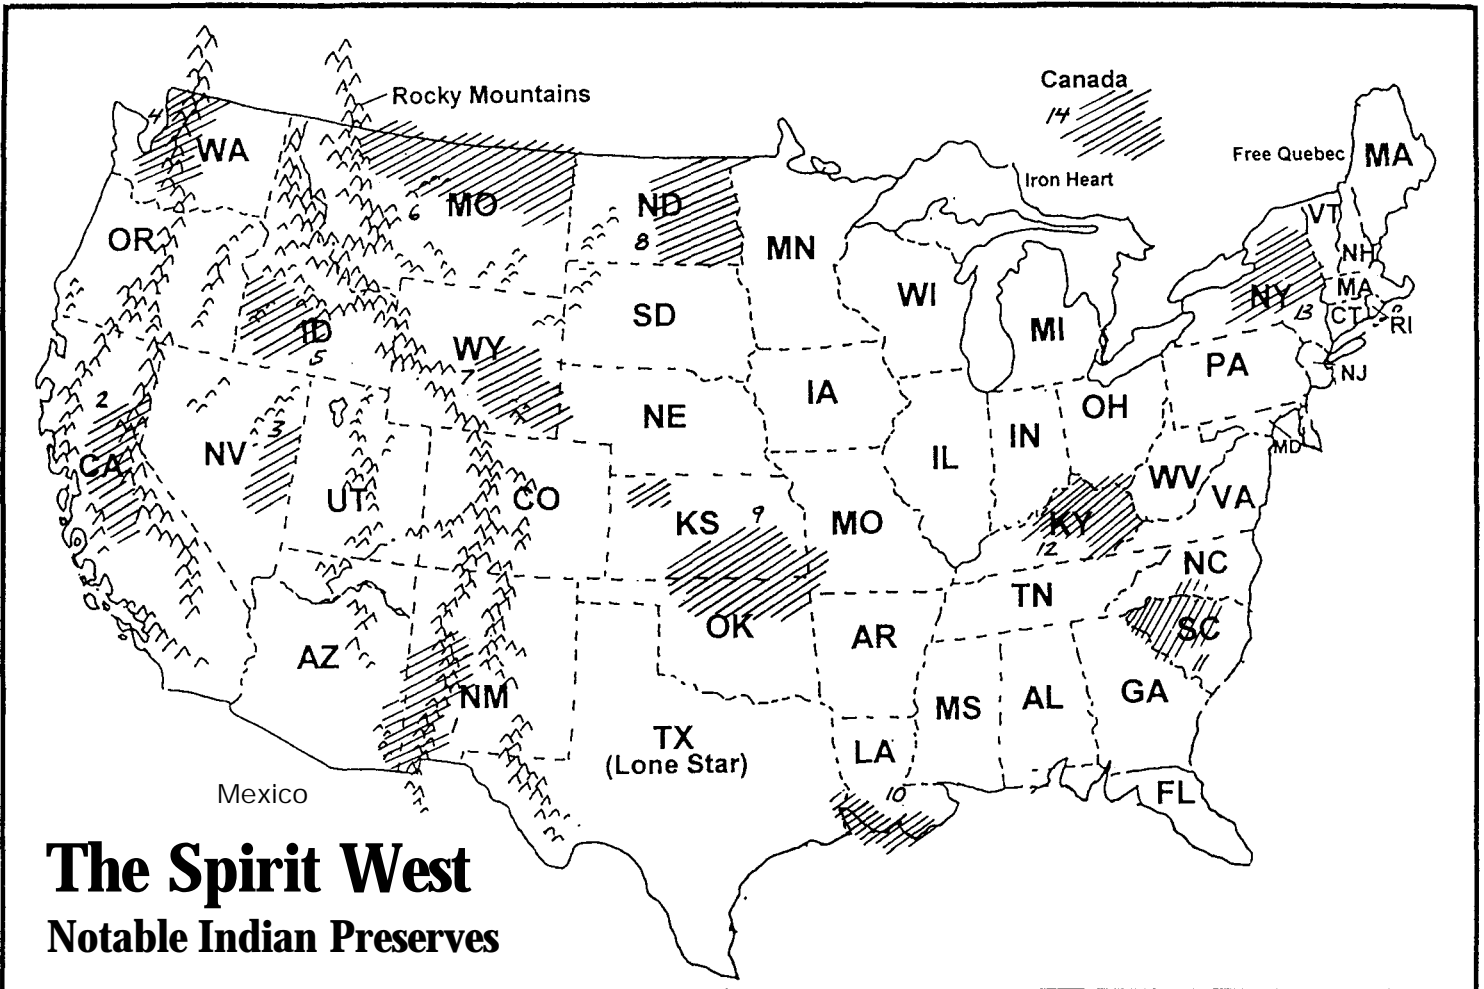 Canada
Rocky Mountains
14
4
WA
Free Quebec
MA
Iron Heart
6
MO
ND
8
VT
OR
MN
NH
WI
MA
NY
13
CT
RI
SD
MI
ID
5
WY
7
PA
NJ
2
IA
OH
NE
3
NV
IN
MD
CA
IL
WV
UT
CO
VA
KS
9
MO
KY
12
NC
TN
OK
AR
SC
11
AZ
NM
MS
AL
GA
TX
(Lone Star)
LA
10
FL
Mexico
The Spirit West
Notable Indian Preserves